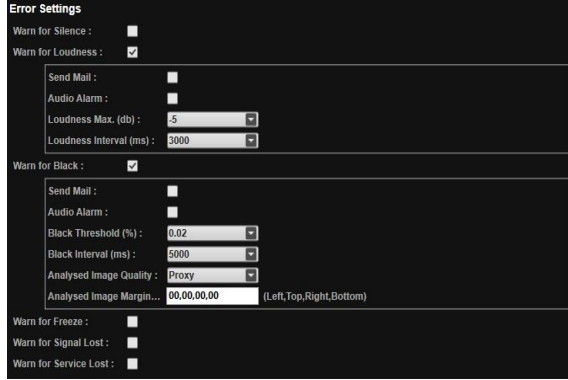 Error Settings
Warn for Silence :
Warn for Loudness :
Send Mail :
Audio Alarm :
Loudness Max. (db) : -5
Loudness Interval (ms) : 3000
Warn for Black :
Send Mail :
Audio Alarm :
Black Threshold (%) : 0.02
Black Interval (ms) : 5000
Analysed Image Quality : Proxy
Analysed Image Margin... 00,00,00,00 (Left,Top,Right,Bottom)
Warn for Freeze :
Warn for Signal Lost :
Warn for Service Lost :